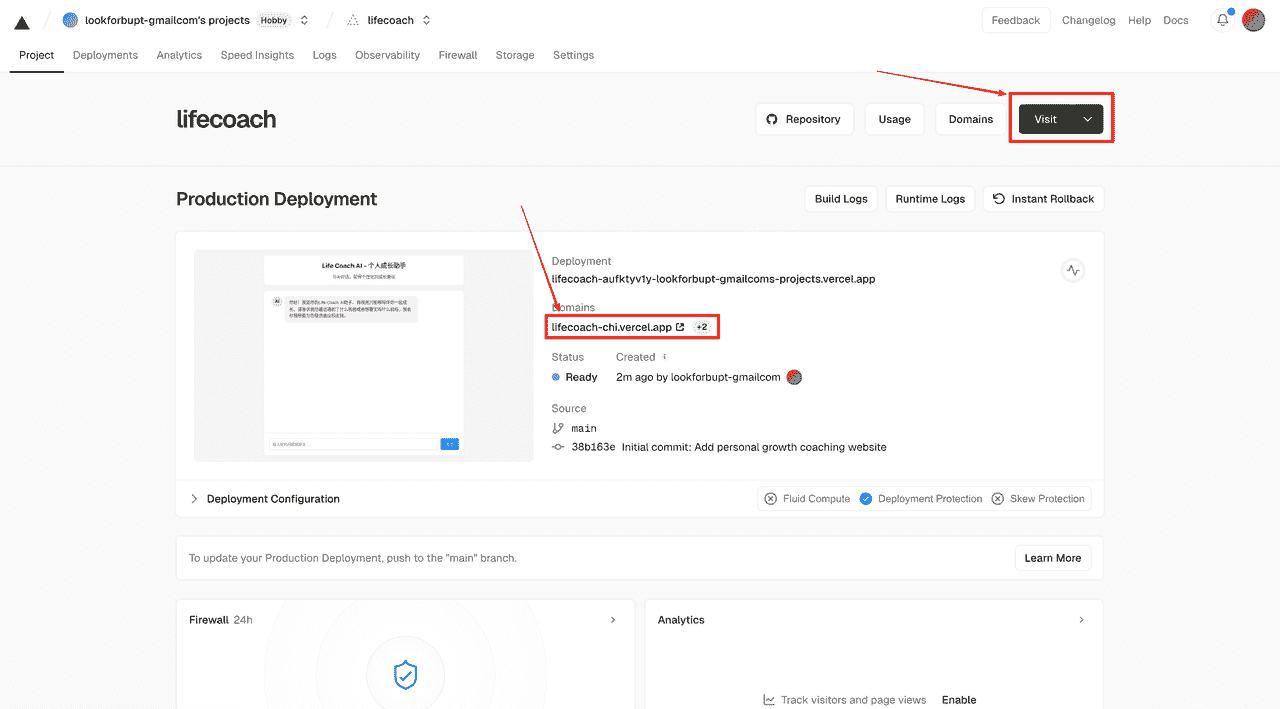 lookforbupt-gmailcom's projects Hobby lifecoach Feedback Changelog Help Docs
Project Deployments Analytics Speed Insights Logs Observability Firewall Storage Settings
lifecoach
Repository Usage Domains Visit
Production Deployment
Build Logs Runtime Logs Instant Rollback
Life Coach AI - 个人成长助手
AI
Deployment
lifecoach-aufktyv1y-lookforbupt-gmailcoms-projects.vercel.app
Domains
lifecoach-chi.vercel.app +2
Status Created
Ready 2m ago by lookforbupt-gmailcom
Source
main
38b163e Initial commit: Add personal growth coaching website
Deployment Configuration Fluid Compute Deployment Protection Skew Protection
To update your Production Deployment, push to the "main" branch. Learn More
Firewall 24h
Analytics
Track visitors and page views Enable